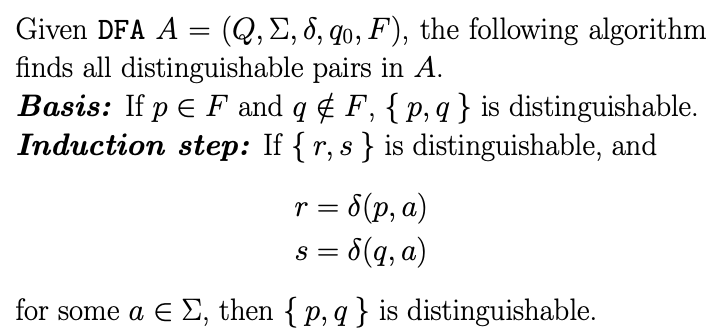 Given DFA A = (Q, Σ, δ, q₀, F), the following algorithm
finds all distinguishable pairs in A.
Basis: If p ∈ F and q ∉ F, { p, q } is distinguishable.
Induction step: If { r, s } is distinguishable, and
r = δ(p, a)
s = δ(q, a)
for some a ∈ Σ, then { p, q } is distinguishable.